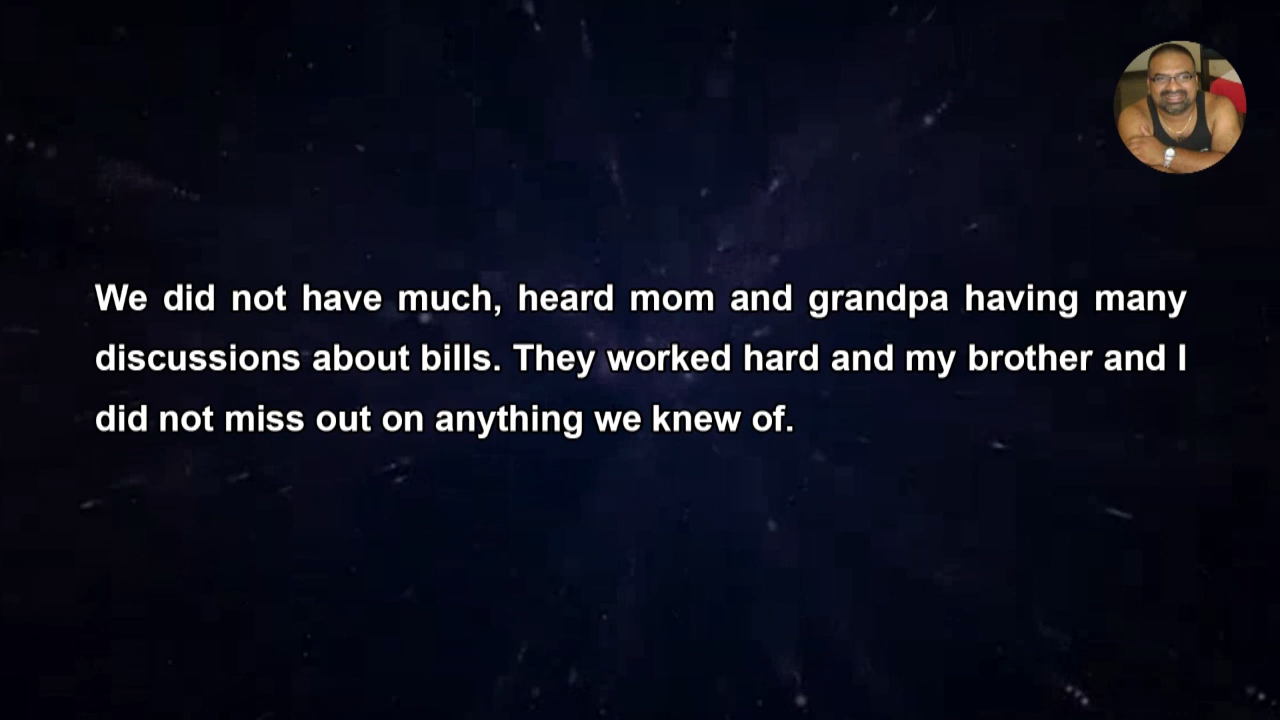 We did not have much, heard mom and grandpa having many
discussions about bills. They worked hard and my brother and I
did not miss out on anything we knew of.